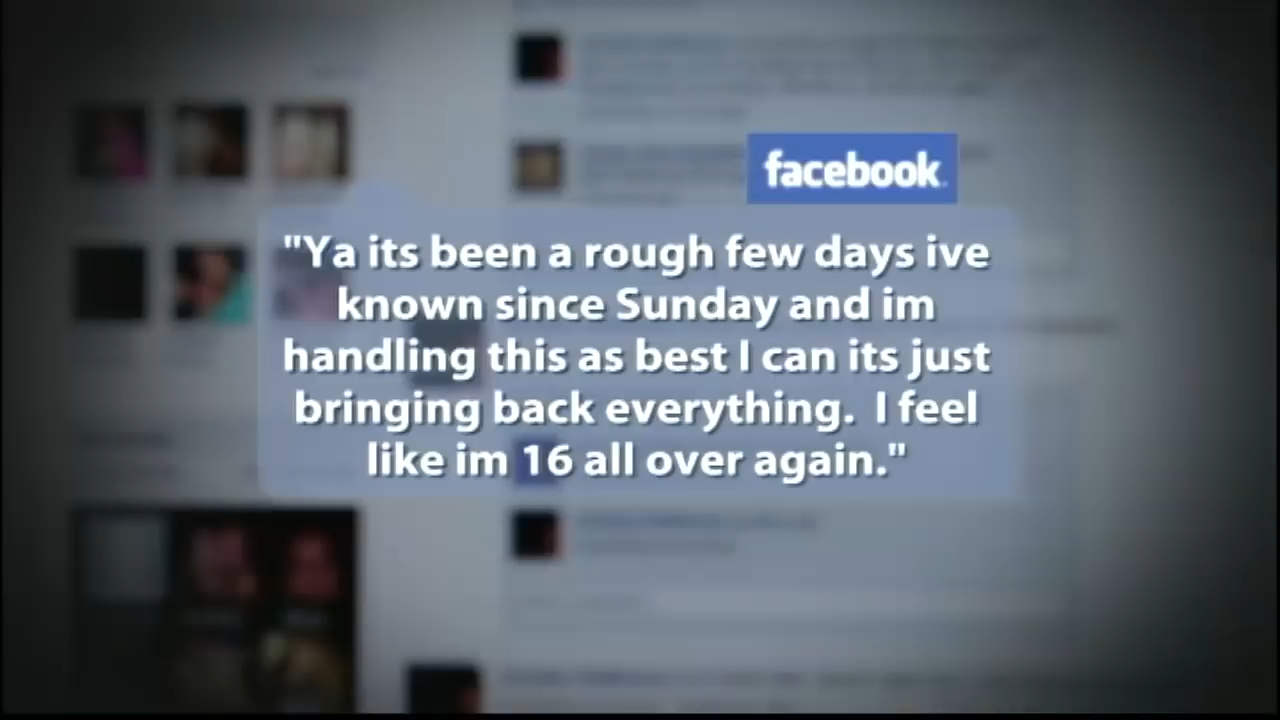 facebook
"Ya its been a rough few days ive
known since Sunday and im
handling this as best I can its just
bringing back everything.  I feel
like im 16 all over again."